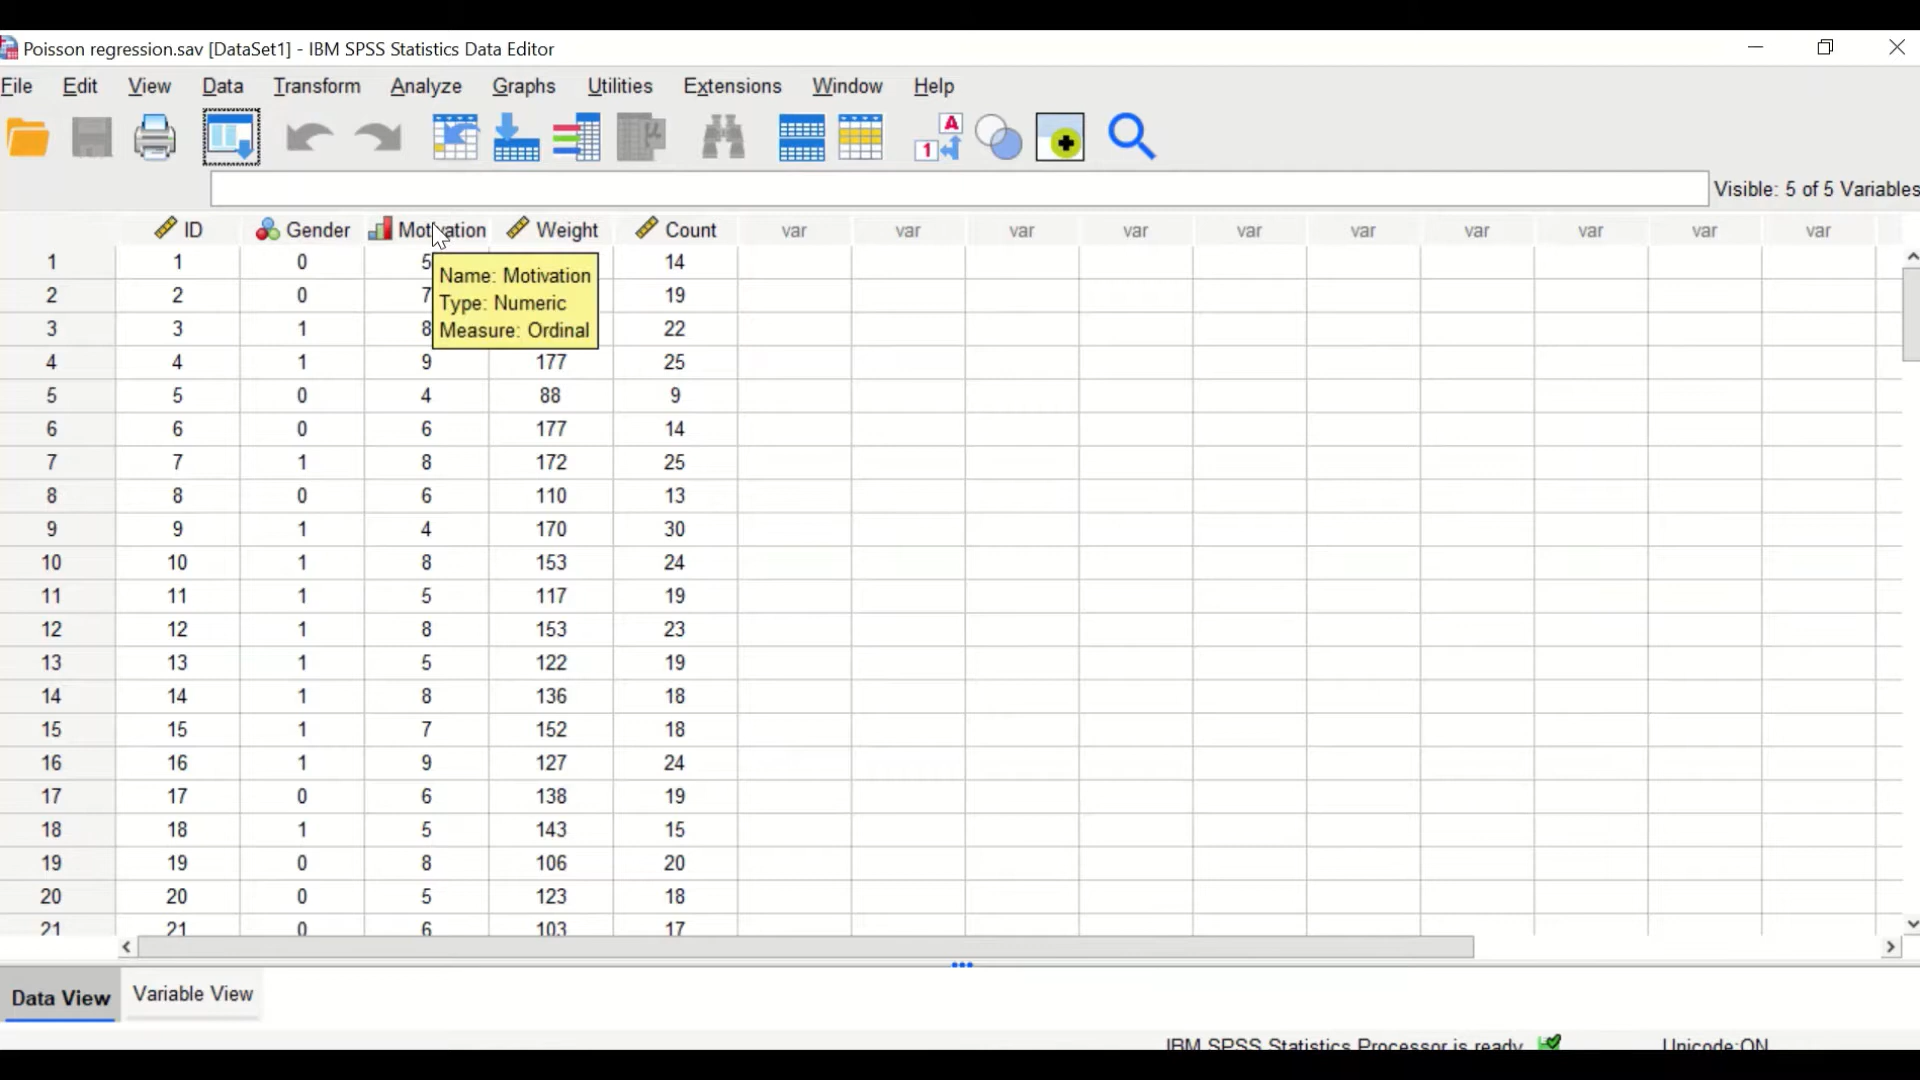 Poisson regression.sav [DataSet1] - IBM SPSS Statistics Data Editor
File Edit View Data Transform Analyze Graphs Utilities Extensions Window Help
A
1
Visible: 5 of 5 Variables
ID Gender Motivation Weight Count var var var var var var var var var var
1 1 0 5 14
2 2 0 7 19
3 3 1 8 22
Name: Motivation
Type: Numeric
Measure: Ordinal
4 4 1 9 177 25
5 5 0 4 88 9
6 6 0 6 177 14
7 7 1 8 172 25
8 8 0 6 110 13
9 9 1 4 170 30
10 10 1 8 153 24
11 11 1 5 117 19
12 12 1 8 153 23
13 13 1 5 122 19
14 14 1 8 136 18
15 15 1 7 152 18
16 16 1 9 127 24
17 17 0 6 138 19
18 18 1 5 143 15
19 19 0 8 106 20
20 20 0 5 123 18
21 21 0 6 103 17
Data View Variable View
IBM SPSS Statistics Processor is ready Unicode:ON